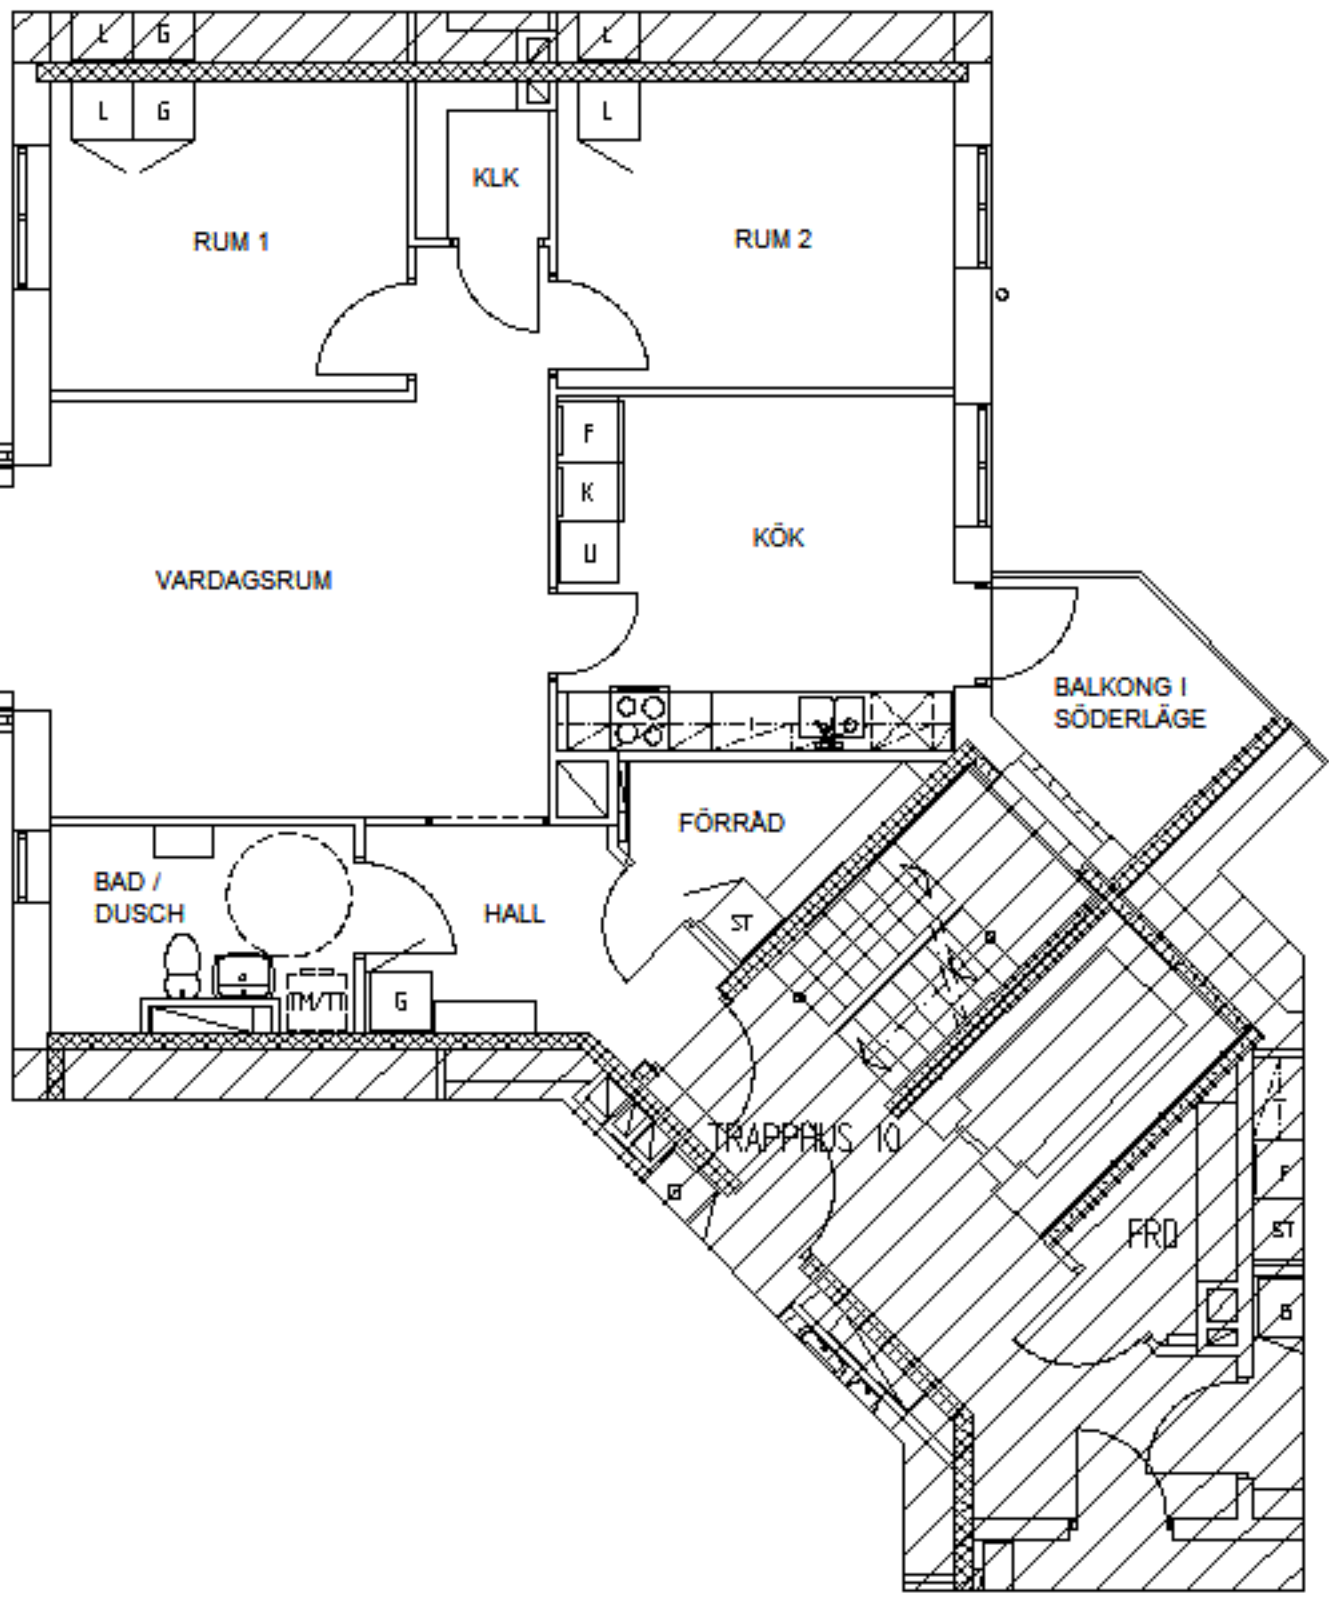 L G L
L G L
KLK
RUM 1
RUM 2
F
K
KÖK
U
VARDAGSRUM
BALKONG I
SÖDERLÄGE
FÖRRÅD
BAD /
DUSCH
HALL
ST
TM/TT
G
TRAPPHUS 10
F
FRD
ST
G